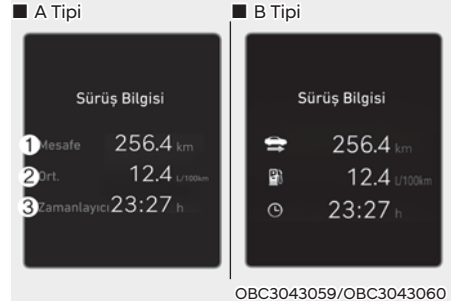 ■ A Tipi
Sürüş Bilgisi
1 Mesafe 256.4 km
2 Ort. 12.4 L/100km
3 Zamanlayıcı 23:27 h
■ B Tipi
Sürüş Bilgisi
256.4 km
12.4 L/100km
23:27 h
OBC3043059/OBC3043060